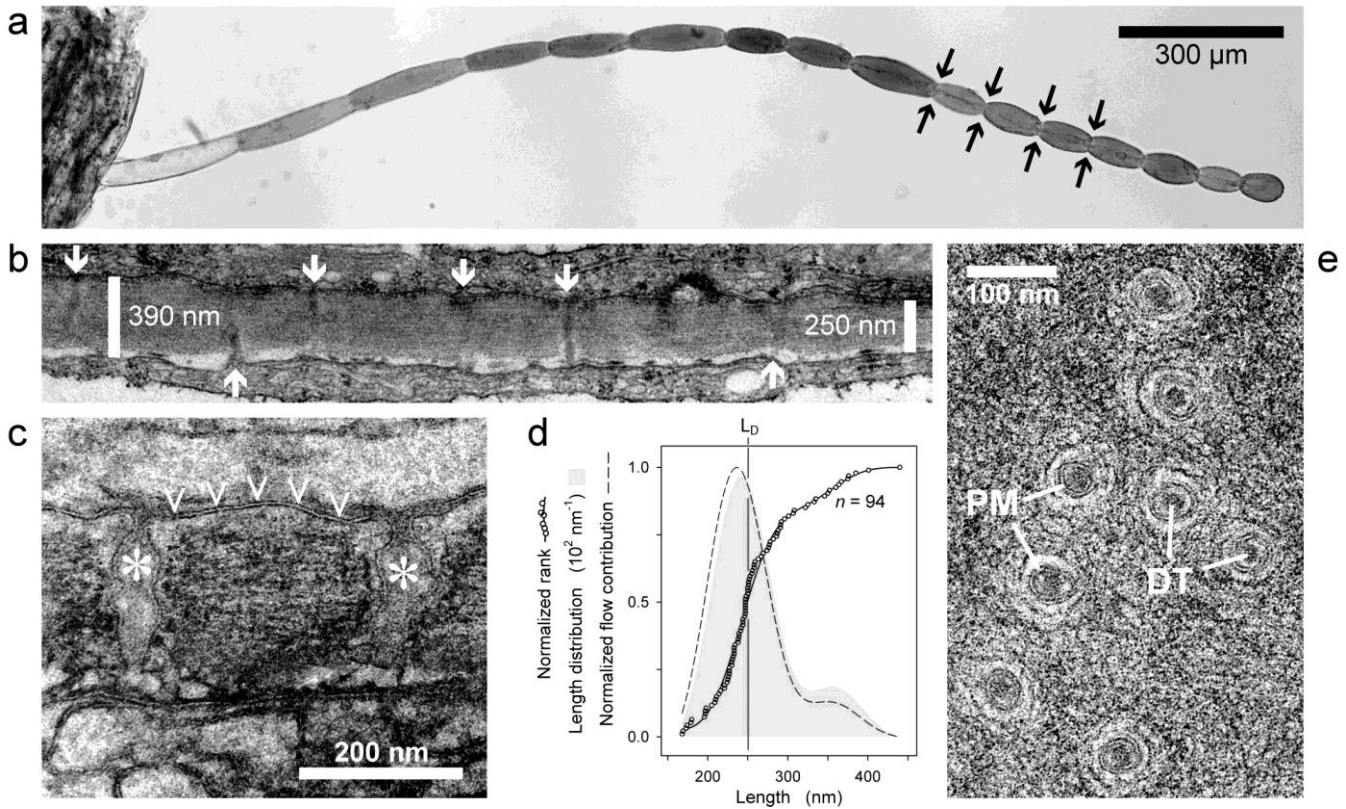 a
300 µm
b
390 nm
250 nm
e
100 nm
PM
DT
c
200 nm
d
L_D
Normalized rank
Length distribution (10² nm⁻¹)
Normalized flow contribution
1.0
0.5
0.0
n = 94
200 300 400
Length (nm)